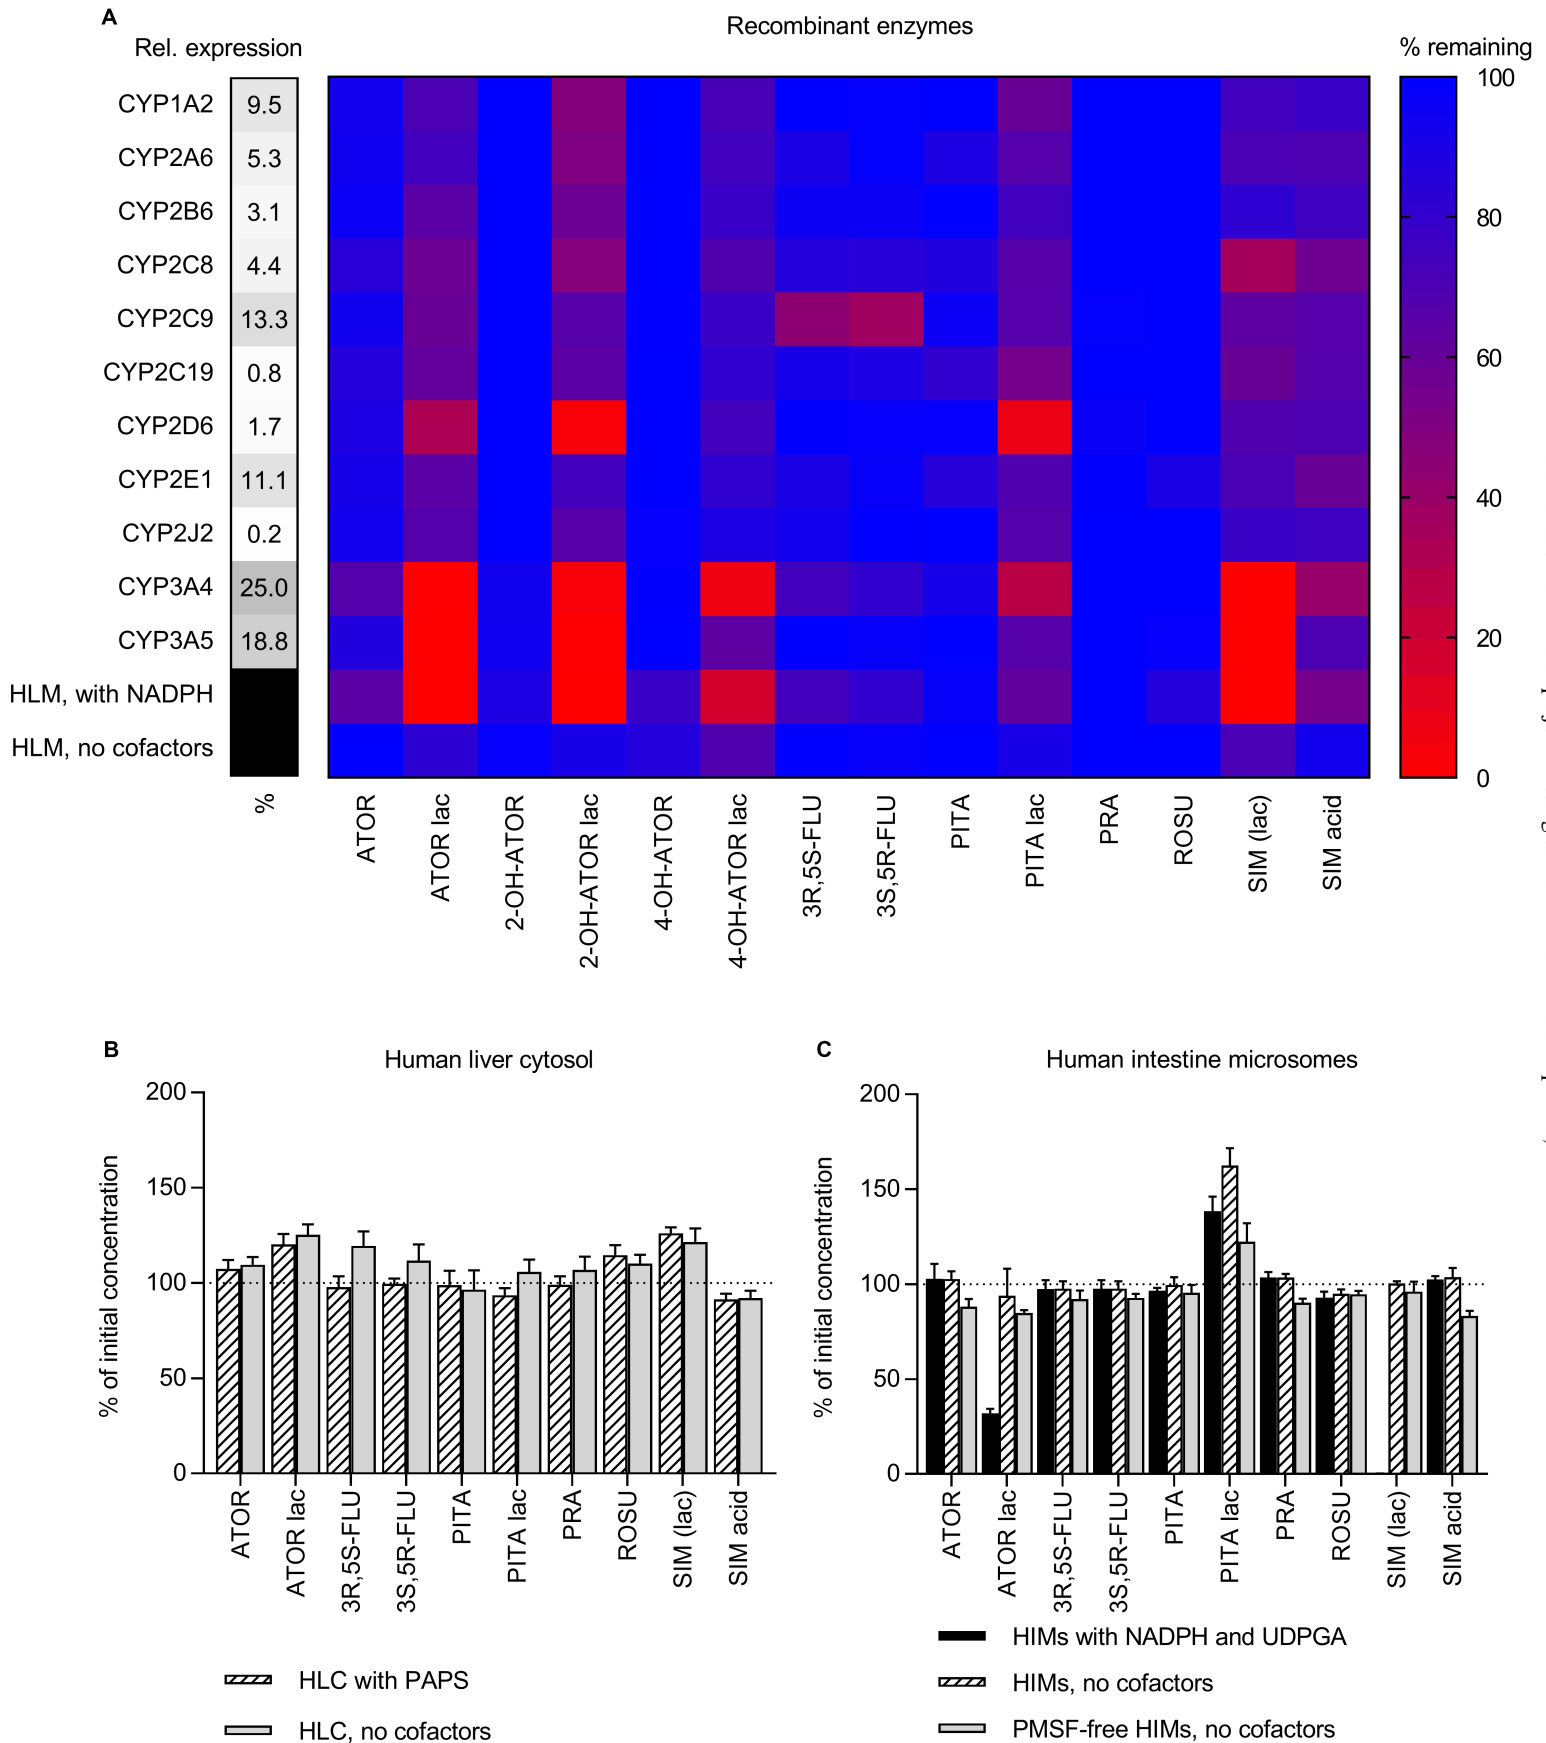 A
Recombinant enzymes
Rel. expression
% remaining
CYP1A2 9.5
CYP2A6 5.3
CYP2B6 3.1
CYP2C8 4.4
CYP2C9 13.3
CYP2C19 0.8
CYP2D6 1.7
CYP2E1 11.1
CYP2J2 0.2
CYP3A4 25.0
CYP3A5 18.8
HLM, with NADPH
HLM, no cofactors
100
80
60
40
20
0
%
ATOR
ATOR lac
2-OH-ATOR
2-OH-ATOR lac
4-OH-ATOR
4-OH-ATOR lac
3R,5S-FLU
3S,5R-FLU
PITA
PITA lac
PRA
ROSU
SIM (lac)
SIM acid
B
Human liver cytosol
% of initial concentration
200
150
100
50
0
ATOR
ATOR lac
3R,5S-FLU
3S,5R-FLU
PITA
PITA lac
PRA
ROSU
SIM (lac)
SIM acid
HLC with PAPS
HLC, no cofactors
C
Human intestine microsomes
% of initial concentration
200
150
100
50
0
ATOR
ATOR lac
3R,5S-FLU
3S,5R-FLU
PITA
PITA lac
PRA
ROSU
SIM (lac)
SIM acid
HIMs with NADPH and UDPGA
HIMs, no cofactors
PMSF-free HIMs, no cofactors